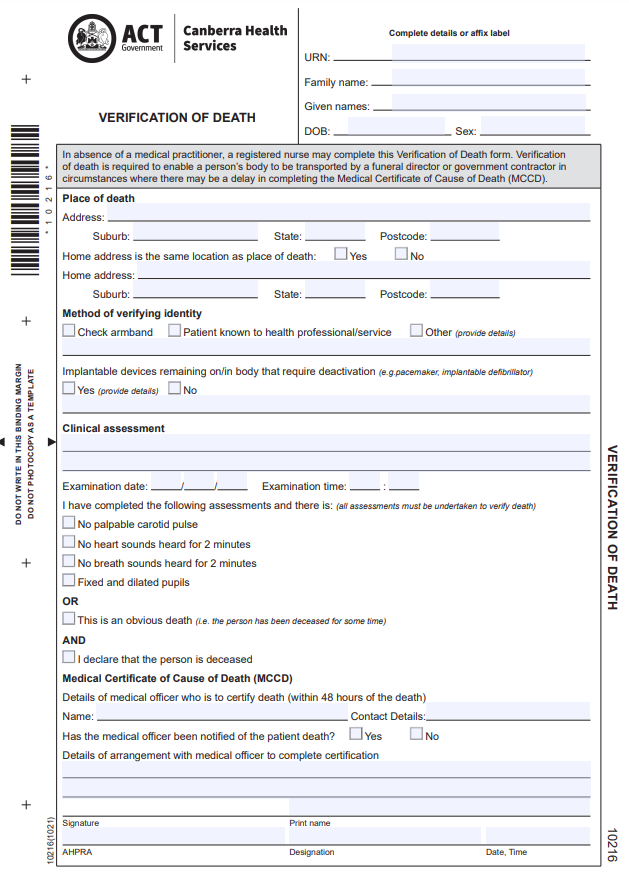 ACT
Government
Canberra Health
Services
VERIFICATION OF DEATH
Complete details or affix label
URN:
Family name:
Given names:
DOB: Sex:
In absence of a medical practitioner, a registered nurse may complete this Verification of Death form. Verification
of death is required to enable a person's body to be transported by a funeral director or government contractor in
circumstances where there may be a delay in completing the Medical Certificate of Cause of Death (MCCD).
Place of death
Address:
Suburb: State: Postcode:
Home address is the same location as place of death: Yes No
Home address:
Suburb: State: Postcode:
Method of verifying identity
Check armband Patient known to health professional/service Other (provide details)
Implantable devices remaining on/in body that require deactivation (e.g.pacemaker, implantable defibrillator)
Yes (provide details) No
Clinical assessment
Examination date: / / Examination time: :
I have completed the following assessments and there is: (all assessments must be undertaken to verify death)
No palpable carotid pulse
No heart sounds heard for 2 minutes
No breath sounds heard for 2 minutes
Fixed and dilated pupils
OR
This is an obvious death (i.e. the person has been deceased for some time)
AND
I declare that the person is deceased
Medical Certificate of Cause of Death (MCCD)
Details of medical officer who is to certify death (within 48 hours of the death)
Name: Contact Details:
Has the medical officer been notified of the patient death? Yes No
Details of arrangement with medical officer to complete certification
Signature Print name
AHPRA Designation Date, Time
*10216*
DO NOT WRITE IN THIS BINDING MARGIN
DO NOT PHOTOCOPY AS A TEMPLATE
10216(1021)
VERIFICATION OF DEATH
10216